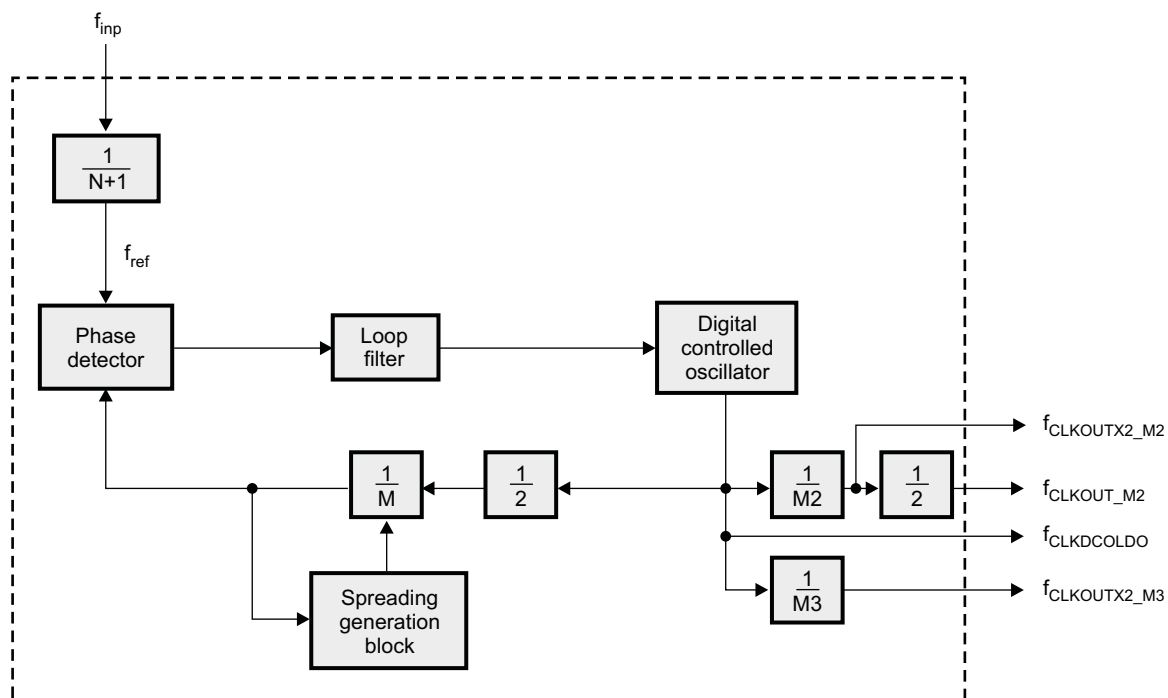 f_inp
1
N+1
f_ref
Phase
detector
Loop
filter
Digital
controlled
oscillator
f_CLKOUTX2_M2
1
M
1
2
1
M2
1
2
f_CLKOUT_M2
f_CLKDCOLDO
Spreading
generation
block
1
M3
f_CLKOUTX2_M3